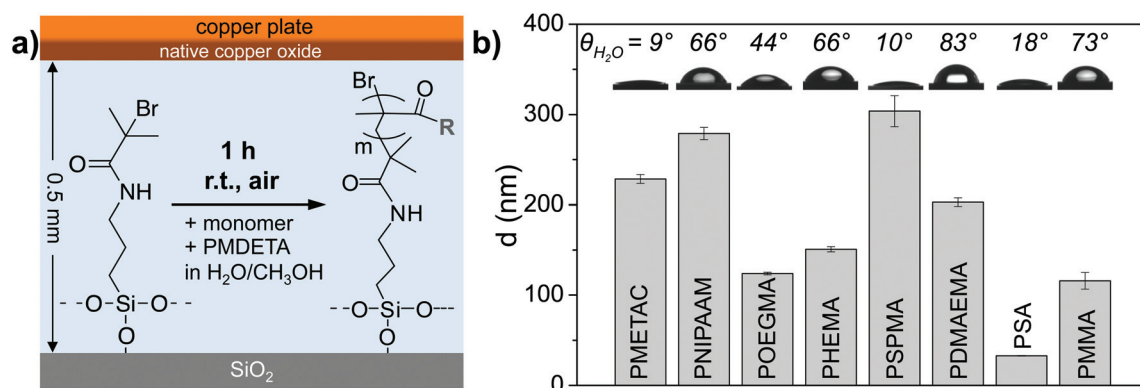 a)
copper plate
native copper oxide
Br
O
NH
Si
O
O
O
0.5 mm
1 h
r.t., air
+ monomer
+ PMDETA
in H₂O/CH₃OH
Br
O
R
m
O
NH
Si
O
O
O
SiO₂
b)
θ_H₂O = 9° 66° 44° 66° 10° 83° 18° 73°
d (nm)
400
300
200
100
0
PMETAC
PNIPAAM
POEGMA
PHEMA
PSPMA
PDMAEMA
PSA
PMMA